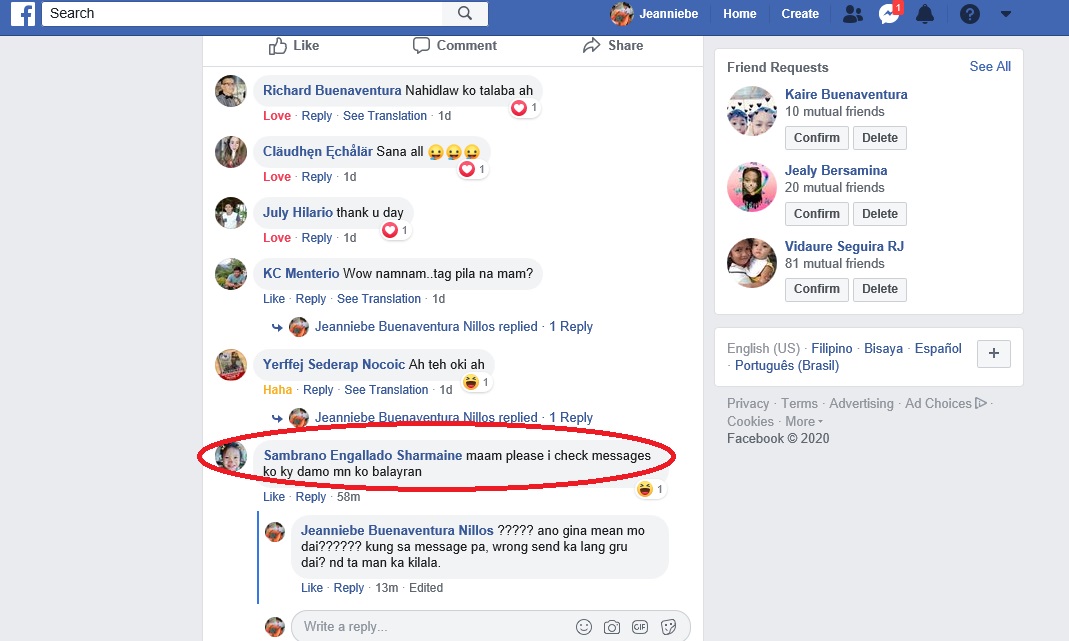 f Search Jeanniebe Home Create 1
Like Comment Share
Richard Buenaventura Nahidlaw ko talaba ah
1
Love · Reply · See Translation · 1d
Cläudhęn Ęchålär Sana all
1
Love · Reply · 1d
July Hilario thank u day
1
Love · Reply · 1d
KC Menterio Wow namnam..tag pila na mam?
Like · Reply · See Translation · 1d
Jeanniebe Buenaventura Nillos replied · 1 Reply
Yerffej Sederap Nocoic Ah teh oki ah
1
Haha · Reply · See Translation · 1d
Jeanniebe Buenaventura Nillos replied · 1 Reply
Sambrano Engallado Sharmaine maam please i check messages
ko ky damo mn ko balayran
1
Like · Reply · 58m
Jeanniebe Buenaventura Nillos ????? ano gina mean mo
dai?????? kung sa message pa, wrong send ka lang gru
dai? nd ta man ka kilala.
Like · Reply · 13m · Edited
Write a reply...
GIF
Friend Requests See All
Kaire Buenaventura
10 mutual friends
Confirm Delete
Jealy Bersamina
20 mutual friends
Confirm Delete
Vidaure Seguira RJ
81 mutual friends
Confirm Delete
English (US) · Filipino · Bisaya · Español
· Português (Brasil)
+
Privacy · Terms · Advertising · Ad Choices ·
Cookies · More
Facebook © 2020